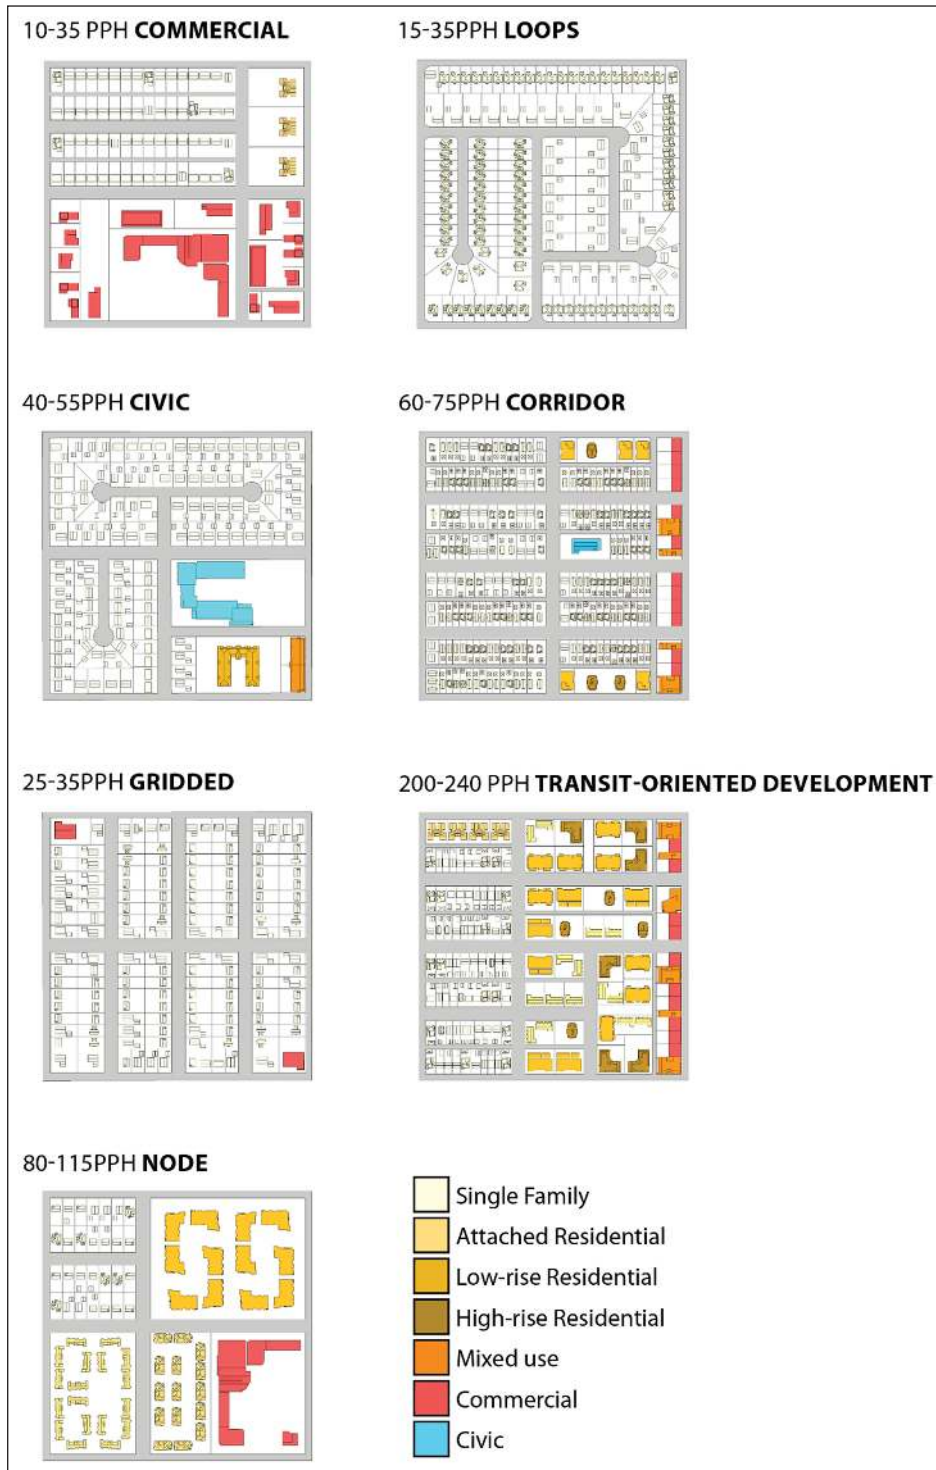 10-35 PPH COMMERCIAL
15-35PPH LOOPS
40-55PPH CIVIC
60-75PPH CORRIDOR
25-35PPH GRIDDED
200-240 PPH TRANSIT-ORIENTED DEVELOPMENT
80-115PPH NODE
Single Family
Attached Residential
Low-rise Residential
High-rise Residential
Mixed use
Commercial
Civic